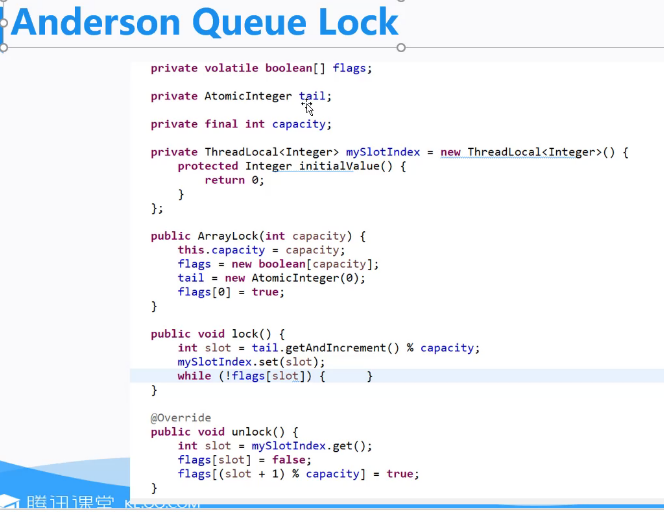 Anderson Queue Lock
private volatile boolean[] flags;
private AtomicInteger tail;
private final int capacity;
private ThreadLocal<Integer> mySlotIndex = new ThreadLocal<Integer>() {
protected Integer initialValue() {
return 0;
}
};
public ArrayLock(int capacity) {
this.capacity = capacity;
flags = new boolean[capacity];
tail = new AtomicInteger(0);
flags[0] = true;
}
public void lock() {
int slot = tail.getAndIncrement() % capacity;
mySlotIndex.set(slot);
while (!flags[slot]) { }
}
@Override
public void unlock() {
int slot = mySlotIndex.get();
flags[slot] = false;
flags[(slot + 1) % capacity] = true;
}
腾讯课堂 KE.QQ.COM